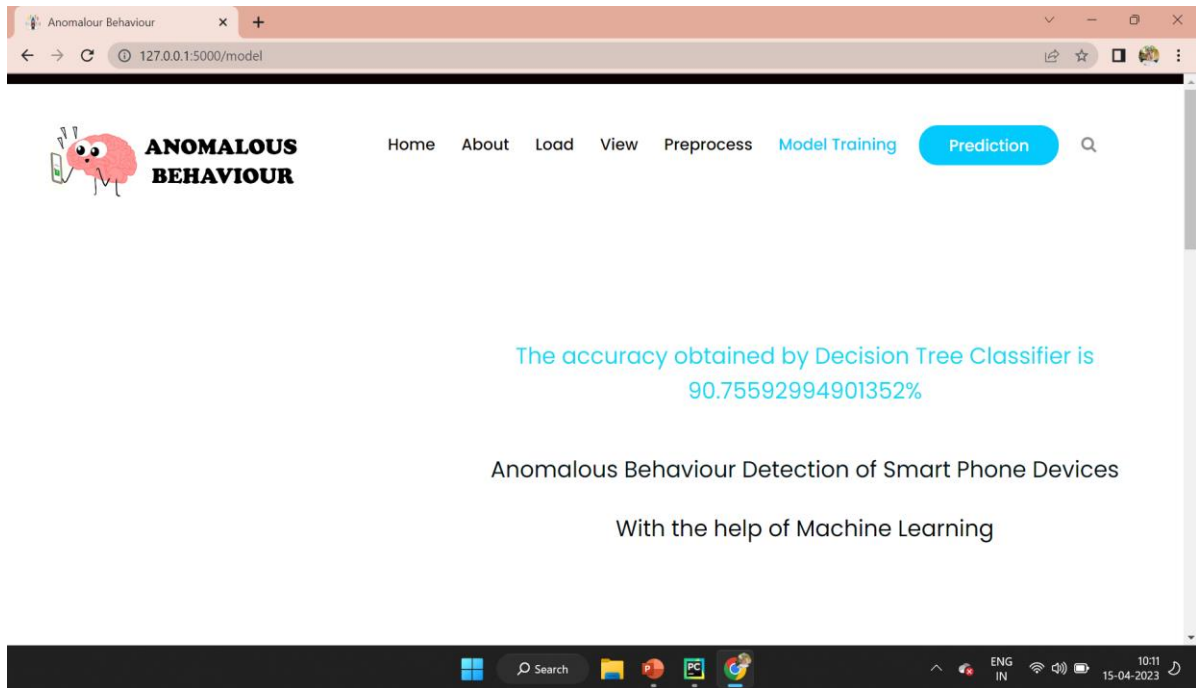 Anomalour Behaviour
127.0.0.1:5000/model
ANOMALOUS
BEHAVIOUR
Home About Load View Preprocess Model Training Prediction
The accuracy obtained by Decision Tree Classifier is
90.75592994901352%
Anomalous Behaviour Detection of Smart Phone Devices
With the help of Machine Learning
Search
P
PC
ENG
IN
10:11
15-04-2023